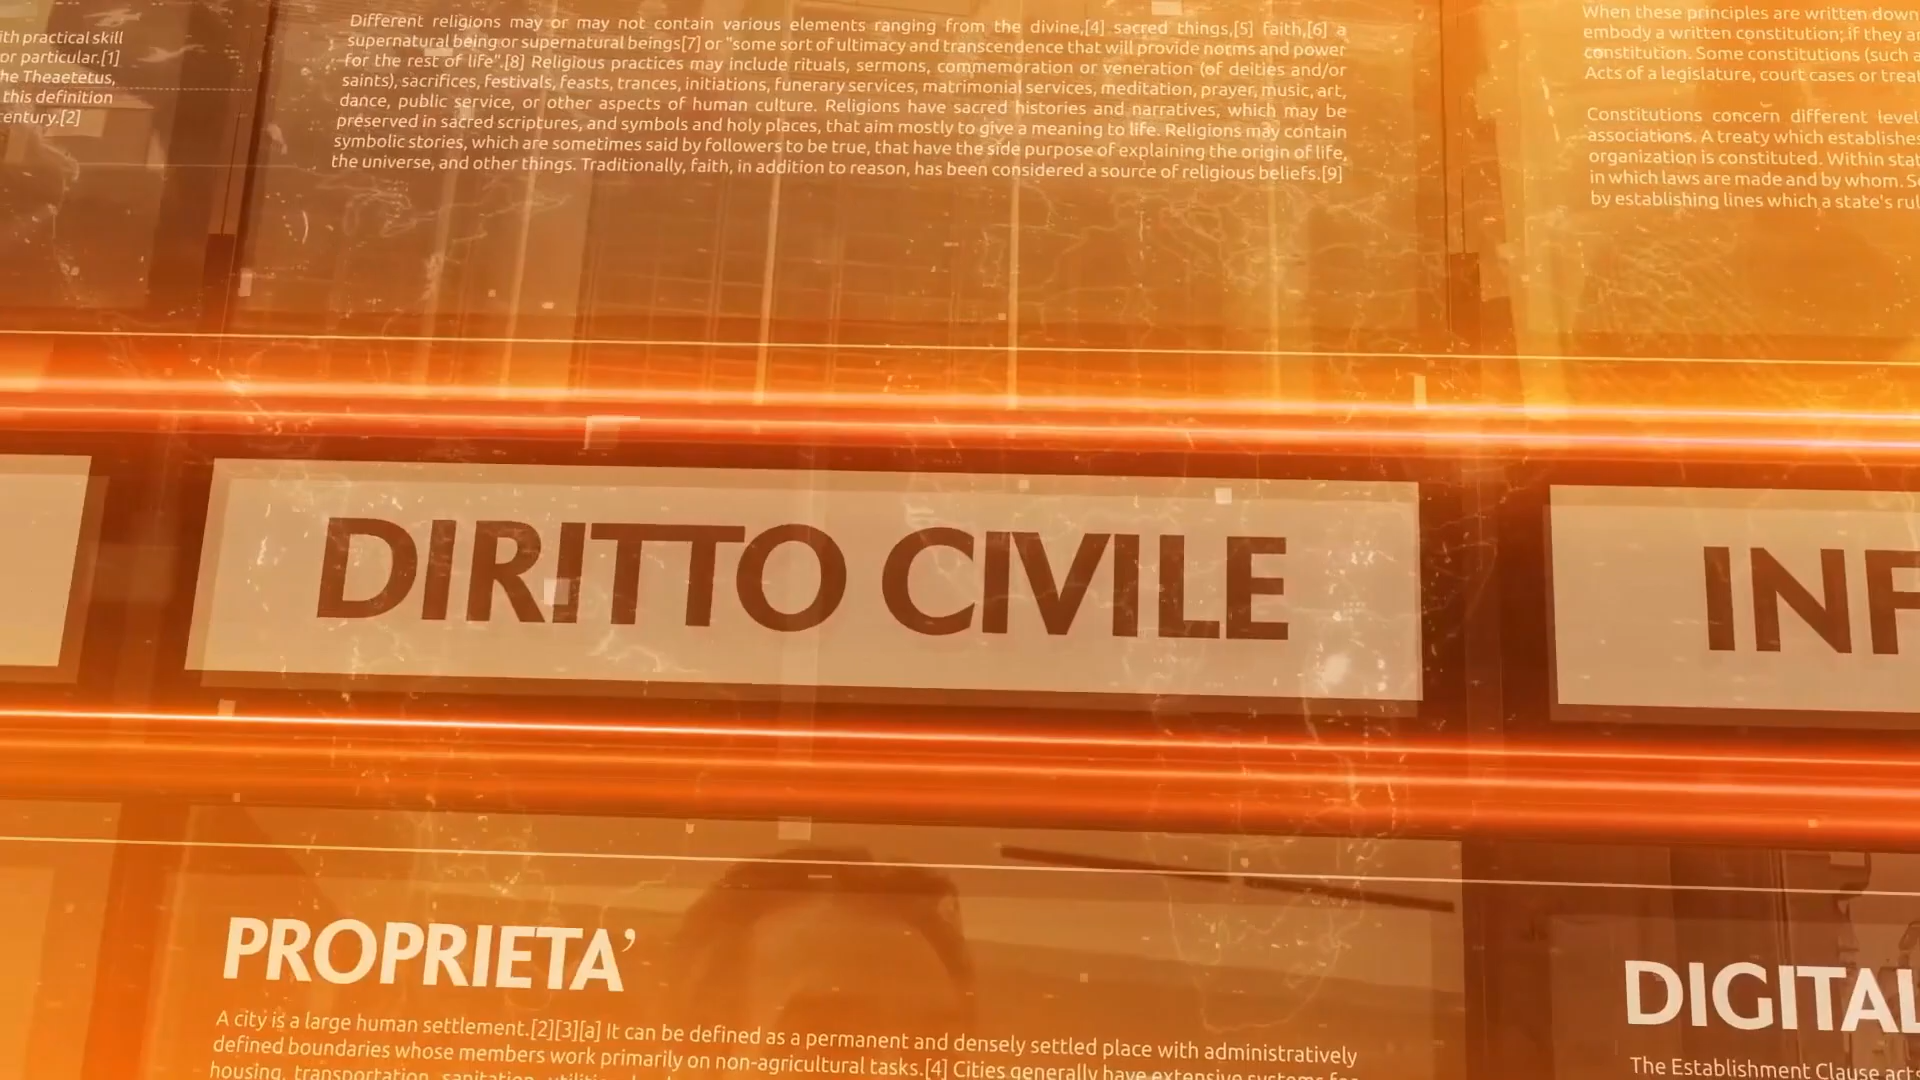 ith practical skill
or particular.[1]
he Theaetetus,
this definition
entury.[2]
Different religions may or may not contain various elements ranging from the divine,[4] sacred things,[5] faith,[6] a
supernatural being or supernatural beings[7] or "some sort of ultimacy and transcendence that will provide norms and power
for the rest of life".[8] Religious practices may include rituals, sermons, commemoration or veneration (of deities and/or
saints), sacrifices, festivals, feasts, trances, initiations, funerary services, matrimonial services, meditation, prayer, music, art,
dance, public service, or other aspects of human culture. Religions have sacred histories and narratives, which may be
preserved in sacred scriptures, and symbols and holy places, that aim mostly to give a meaning to life. Religions may contain
symbolic stories, which are sometimes said by followers to be true, that have the side purpose of explaining the origin of life,
the universe, and other things. Traditionally, faith, in addition to reason, has been considered a source of religious beliefs.[9]
When these principles are written down
embody a written constitution; if they ar
constitution. Some constitutions (such a
Acts of a legislature, court cases or treat
Constitutions concern different level
associations. A treaty which establishes
organization is constituted. Within stat
in which laws are made and by whom. So
by establishing lines which a state's rul
DIRITTO CIVILE
INF
PROPRIETA'
A city is a large human settlement.[2][3][a] It can be defined as a permanent and densely settled place with administratively
defined boundaries whose members work primarily on non-agricultural tasks.[4] Cities generally have extensive systems for
housing, transportation, sanitation,
DIGITAL
The Establishment Clause acts